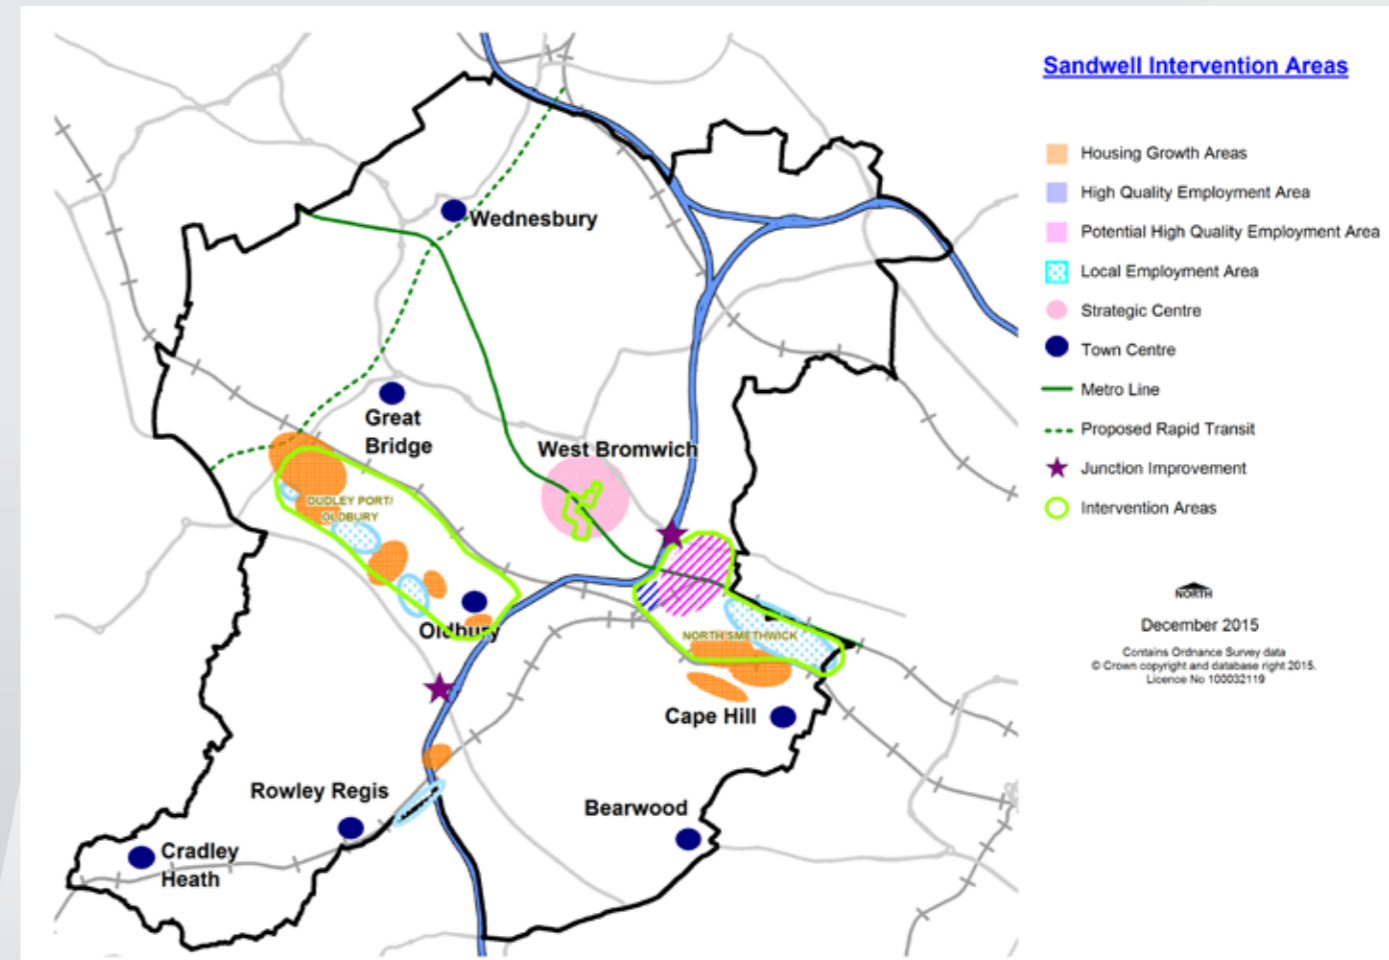 Sandwell Intervention Areas
Housing Growth Areas
High Quality Employment Area
Potential High Quality Employment Area
Local Employment Area
Strategic Centre
Town Centre
Metro Line
Proposed Rapid Transit
Junction Improvement
Intervention Areas
NORTH
December 2015
Contains Ordnance Survey data
© Crown copyright and database right 2015.
Licence No 100032119
Wednesbury
Great
Bridge
West Bromwich
DUDLEY PORT/
OLDBURY
Oldbury
NORTH SMETHWICK
Cape Hill
Rowley Regis
Bearwood
Cradley
Heath